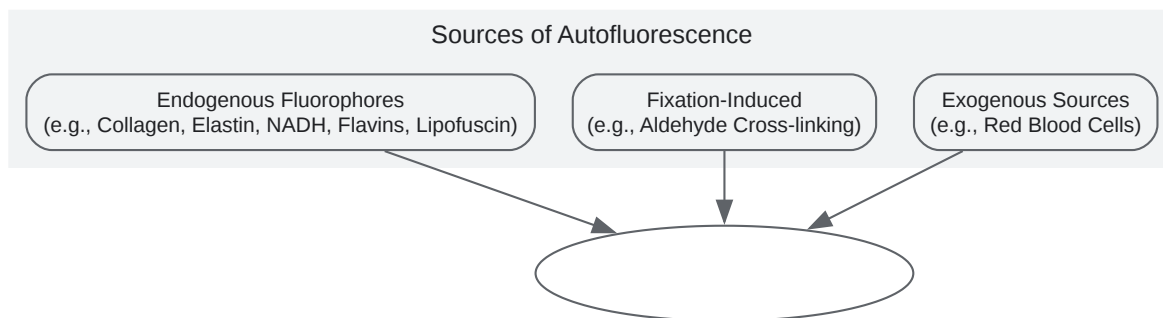 Sources of Autofluorescence
Endogenous Fluorophores
(e.g., Collagen, Elastin, NADH, Flavins, Lipofuscin)
Fixation-Induced
(e.g., Aldehyde Cross-linking)
Exogenous Sources
(e.g., Red Blood Cells)